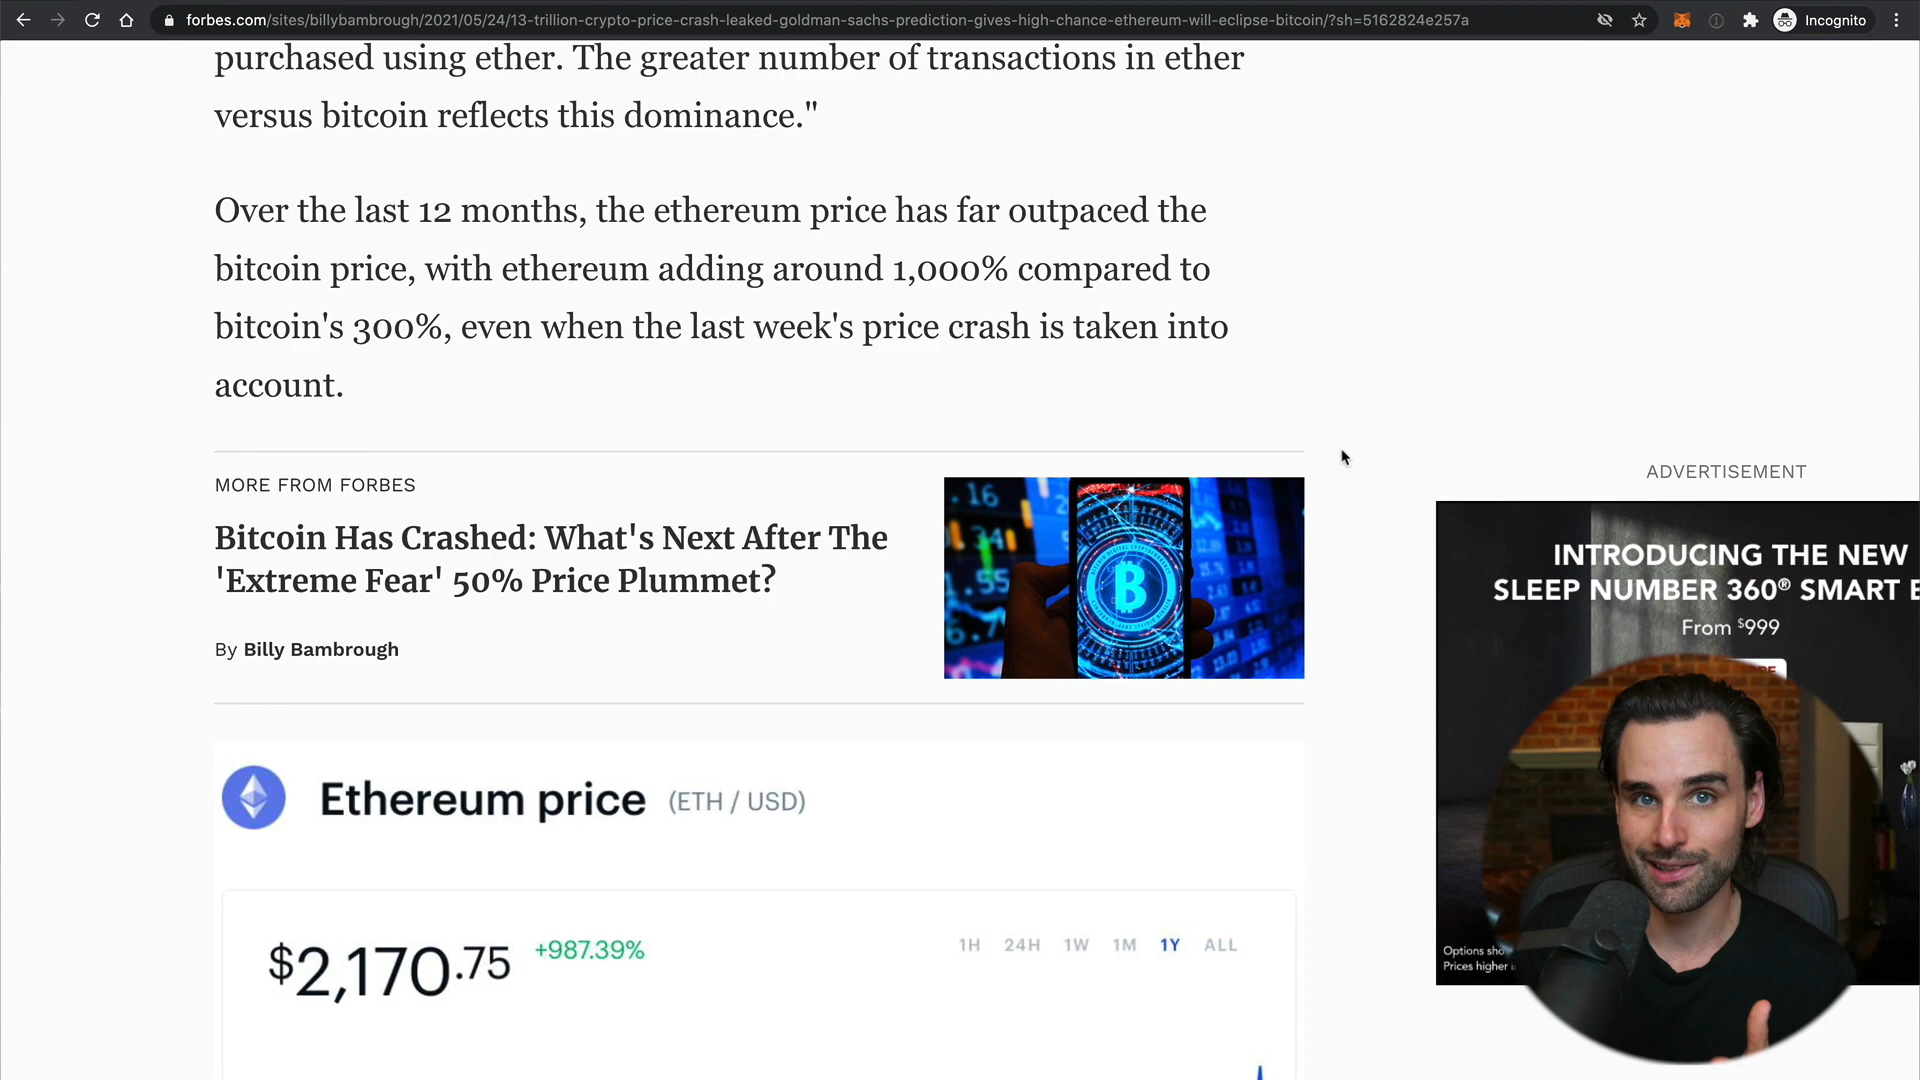 forbes.com/sites/billybambrough/2021/05/24/13-trillion-crypto-price-crash-leaked-goldman-sachs-prediction-gives-high-chance-ethereum-will-eclipse-bitcoin/?sh=5162824e257a
Incognito
purchased using ether. The greater number of transactions in ether
versus bitcoin reflects this dominance."
Over the last 12 months, the ethereum price has far outpaced the
bitcoin price, with ethereum adding around 1,000% compared to
bitcoin's 300%, even when the last week's price crash is taken into
account.
MORE FROM FORBES
Bitcoin Has Crashed: What's Next After The
'Extreme Fear' 50% Price Plummet?
By Billy Bambrough
.16
.34
.55
6.7
B
ADVERTISEMENT
INTRODUCING THE NEW
SLEEP NUMBER 360® SMART
From $999
Options
Prices higher
Ethereum price (ETH / USD)
$2,170.75 +987.39%
1H 24H 1W 1M 1Y ALL